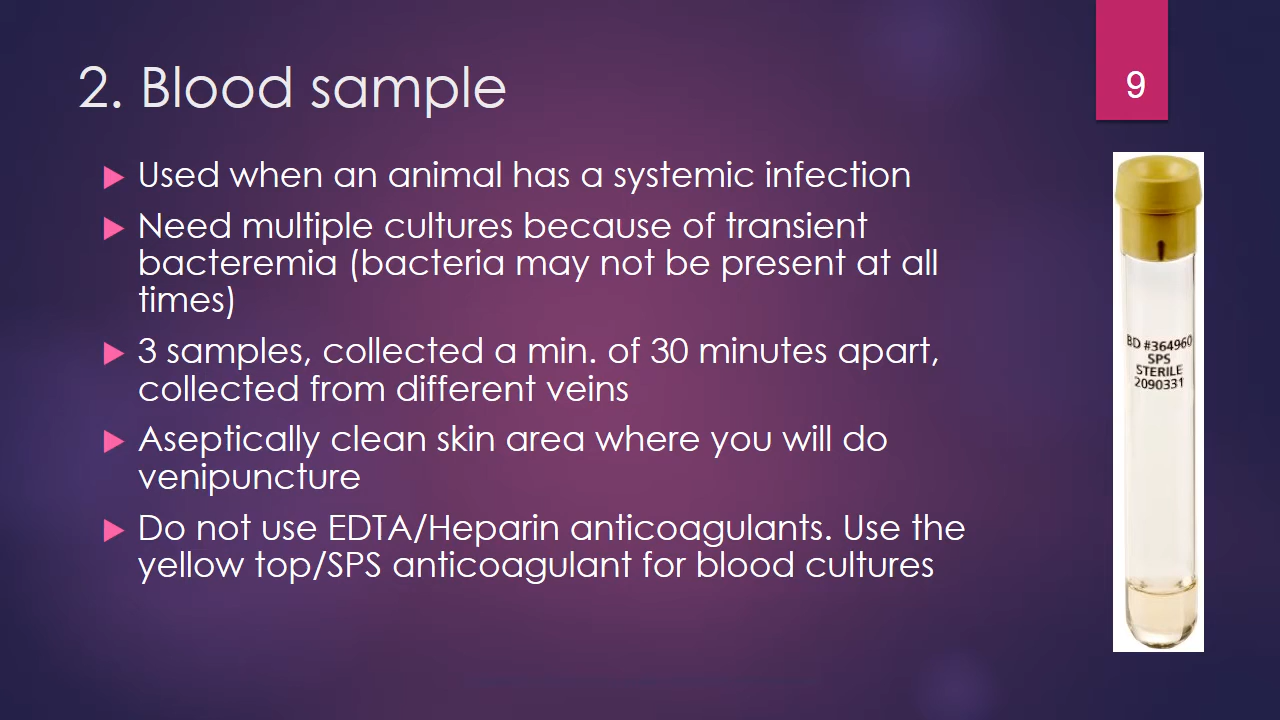 2. Blood sample
9
Used when an animal has a systemic infection
Need multiple cultures because of transient
bacteremia (bacteria may not be present at all
times)
3 samples, collected a min. of 30 minutes apart,
collected from different veins
Aseptically clean skin area where you will do
venipuncture
Do not use EDTA/Heparin anticoagulants. Use the
yellow top/SPS anticoagulant for blood cultures
BD #364960
SPS
STERILE
2090331